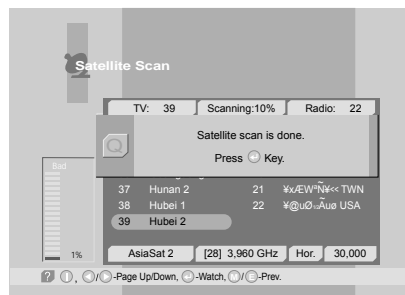 Satellite Scan
TV: 39 Scanning:10% Radio: 22
Satellite scan is done.
Press Key.
Bad
37 Hunan 2 21 TWN
38 Hubei 1 22 USA
39 Hubei 2
1% AsiaSat 2 [28] 3,960 GHz Hor. 30,000
?, / -Page Up/Down, -Watch, M / E -Prev.